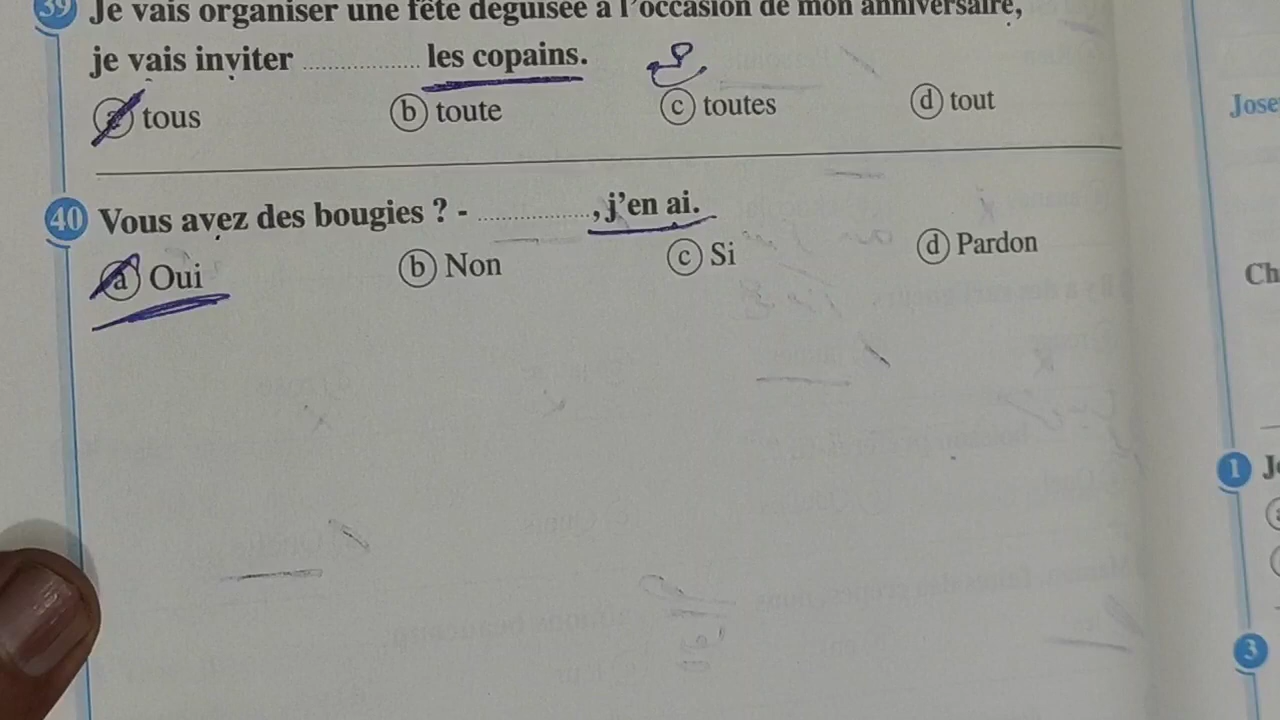 39 Je vais organiser une fête déguisée à l'occasion de mon anniversaire,
je vais inviter ................ les copains.
a tous b toute c toutes d tout
40 Vous avez des bougies ? - ................, j'en ai.
a Oui b Non c Si d Pardon
Jose
Ch
1 J
3